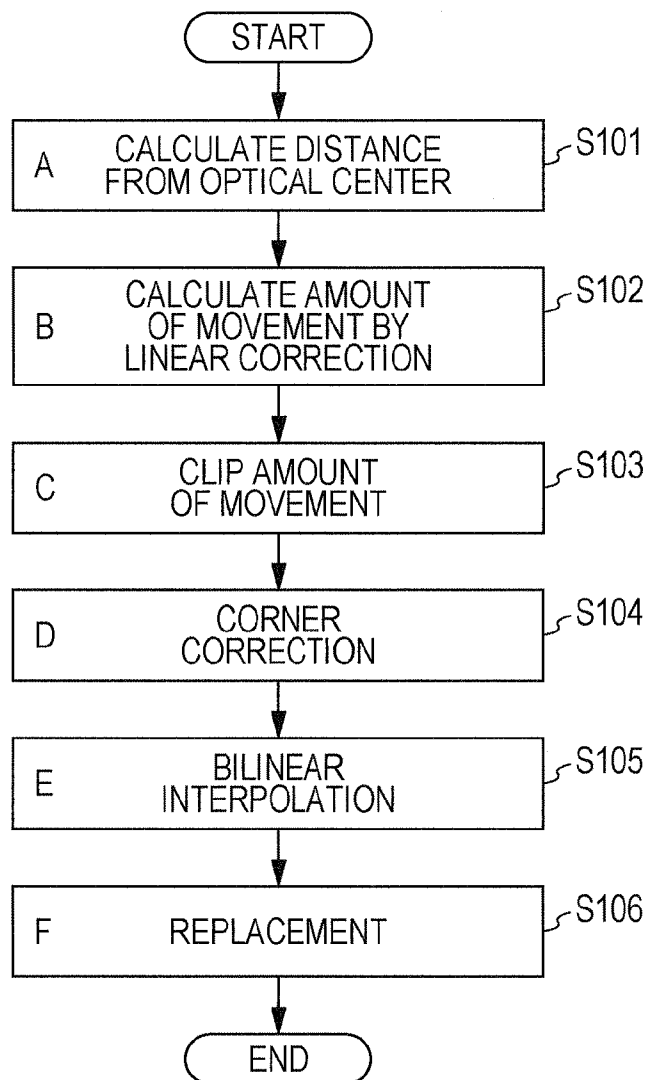 START
A CALCULATE DISTANCE
FROM OPTICAL CENTER
S101
B CALCULATE AMOUNT
OF MOVEMENT BY
LINEAR CORRECTION
S102
C CLIP AMOUNT
OF MOVEMENT
S103
D CORNER
CORRECTION
S104
E BILINEAR
INTERPOLATION
S105
F REPLACEMENT
S106
END